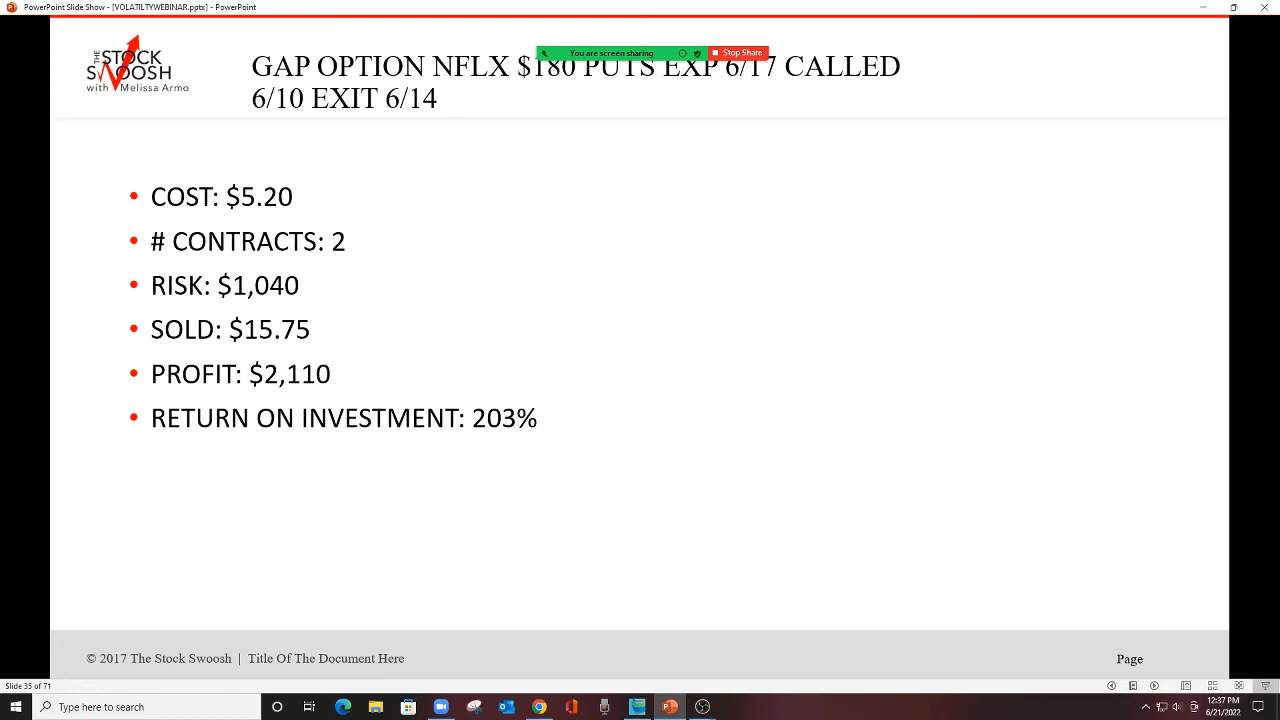 PowerPoint Slide Show - [VOLATILTYWEBINAR.pptx] - PowerPoint
You are screen sharing
Stop Share
THE STOCK
SWOOSH
with Melissa Armo
GAP OPTION NFLX $180 PUTS EXP 6/17 CALLED
6/10 EXIT 6/14
• COST: $5.20
• # CONTRACTS: 2
• RISK: $1,040
• SOLD: $15.75
• PROFIT: $2,110
• RETURN ON INVESTMENT: 203%
© 2017 The Stock Swoosh | Title Of The Document Here
Page
Slide 35 of 71
Type here to search
12:37 PM
6/21/2022